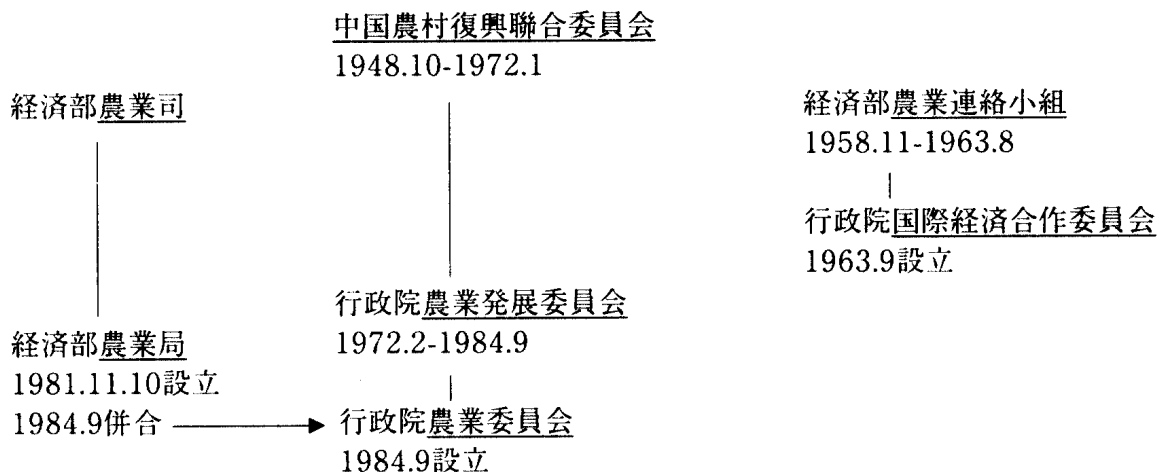 中国農村復興聯合委員会
1948.10-1972.1
経済部農業司
経済部農業連絡小組
1958.11-1963.8
行政院国際経済合作委員会
1963.9設立
行政院農業発展委員会
1972.2-1984.9
経済部農業局
1981.11.10設立
1984.9併合
行政院農業委員会
1984.9設立